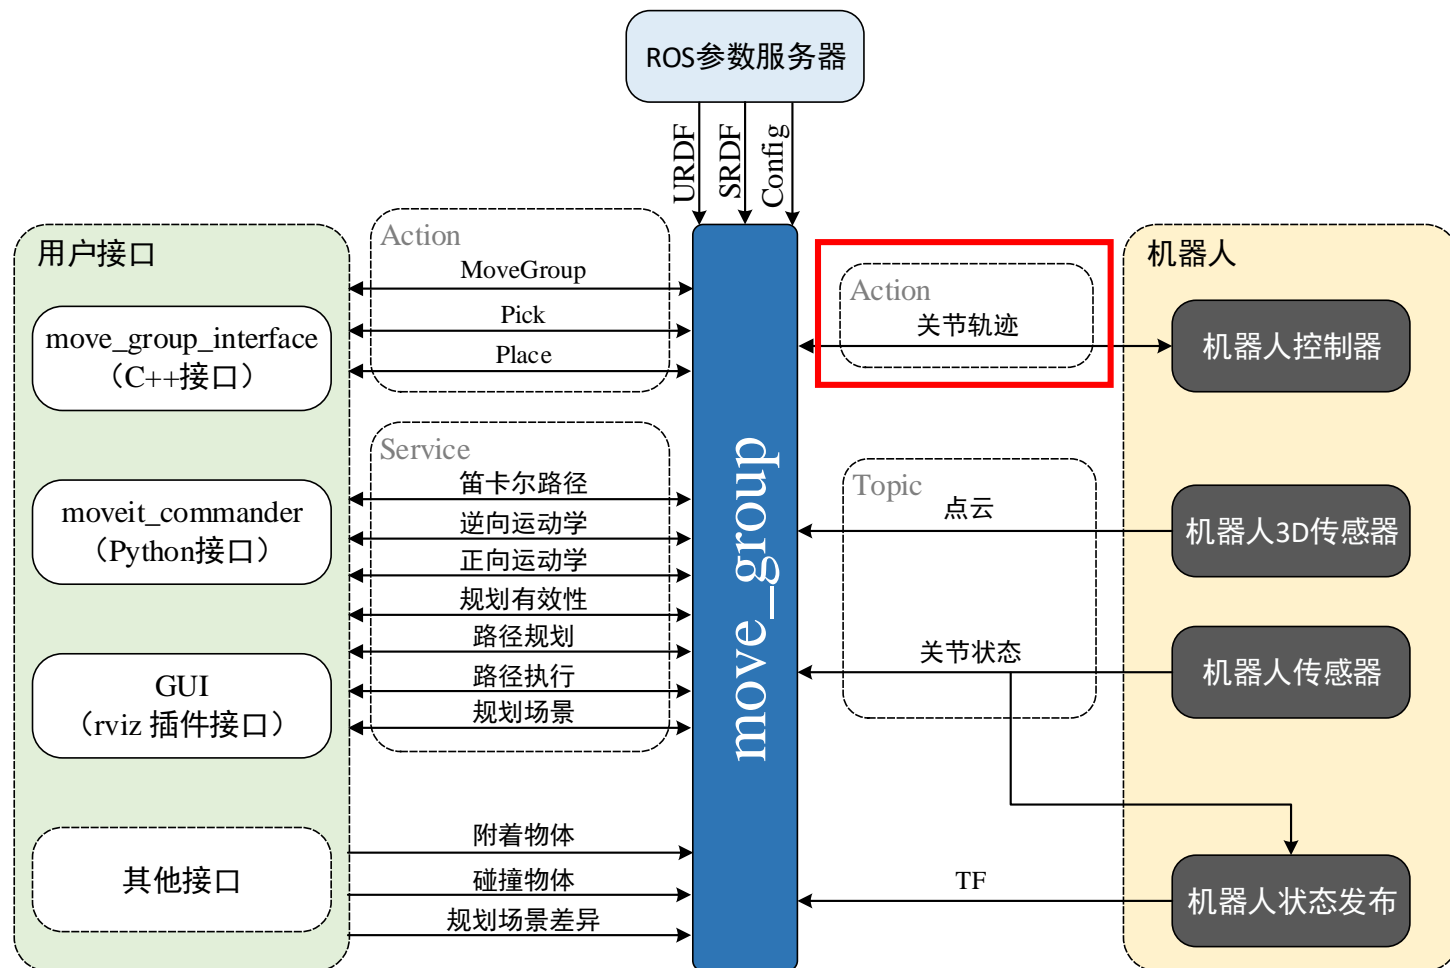 ROS参数服务器
URDF
SRDF
Config
用户接口
move_group_interface
（C++接口）
moveit_commander
（Python接口）
GUI
（rviz 插件接口）
其他接口
Action
MoveGroup
Pick
Place
Service
笛卡尔路径
逆向运动学
正向运动学
规划有效性
路径规划
路径执行
规划场景
附着物体
碰撞物体
规划场景差异
move_group
Action
关节轨迹
Topic
点云
关节状态
TF
机器人
机器人控制器
机器人3D传感器
机器人传感器
机器人状态发布